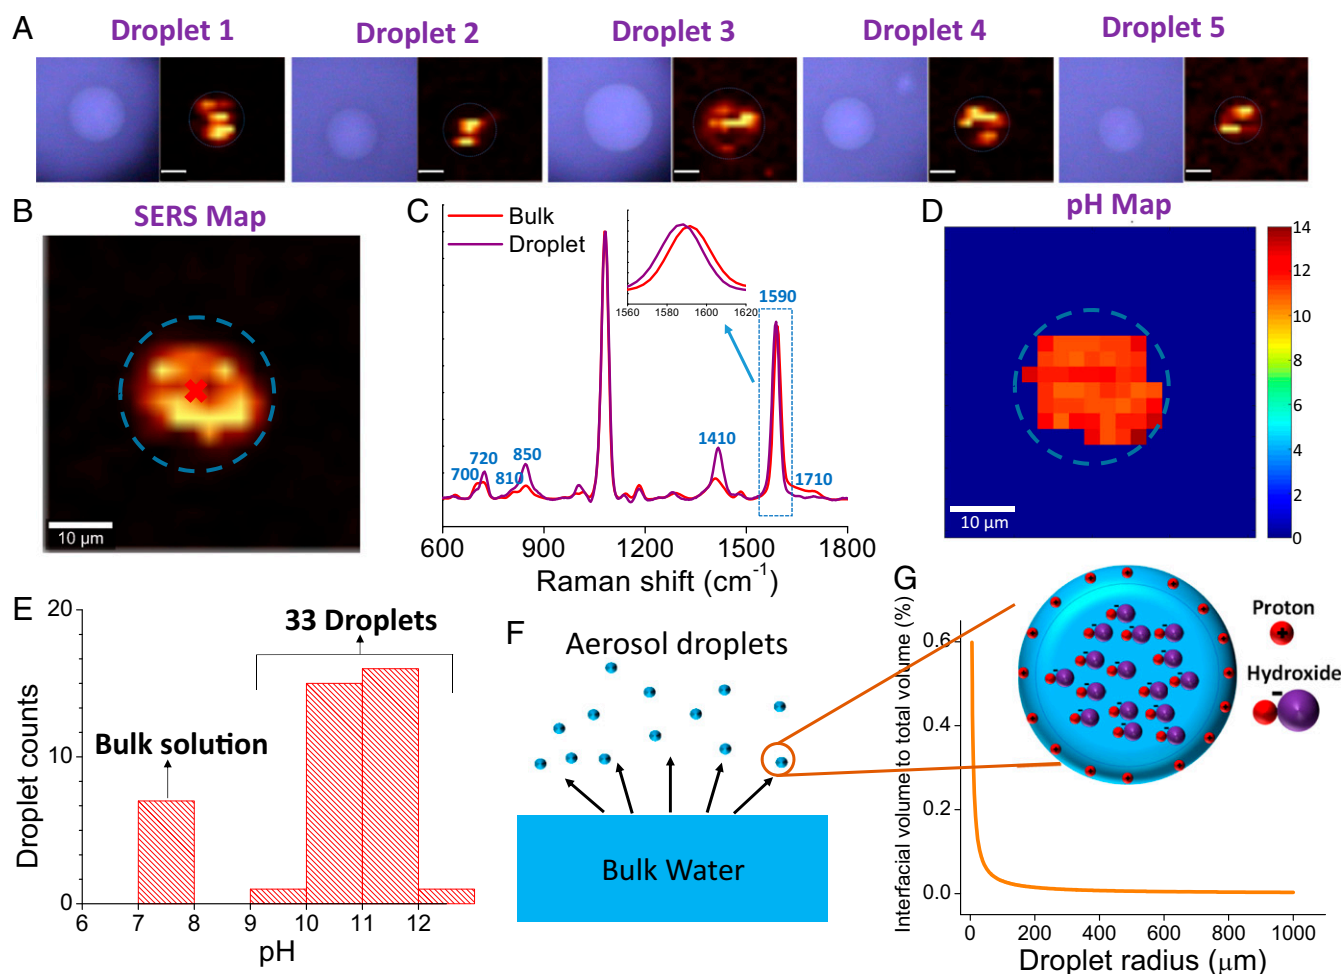 A
Droplet 1
Droplet 2
Droplet 3
Droplet 4
Droplet 5
B
SERS Map
10 µm
C
Bulk
Droplet
1560 1580 1600 1620
1590
700
720
810
850
1410
1710
600 900 1200 1500 1800
Raman shift (cm⁻¹)
D
pH Map
10 µm
14
12
10
8
6
4
2
0
E
20
10
0
Droplet counts
33 Droplets
Bulk solution
6 7 8 9 10 11 12
pH
F
Aerosol droplets
Bulk Water
G
Interfacial volume to total volume (%)
0.6
0.4
0.2
0.0
0 200 400 600 800 1000
Droplet radius (µm)
Proton
+
Hydroxide
-